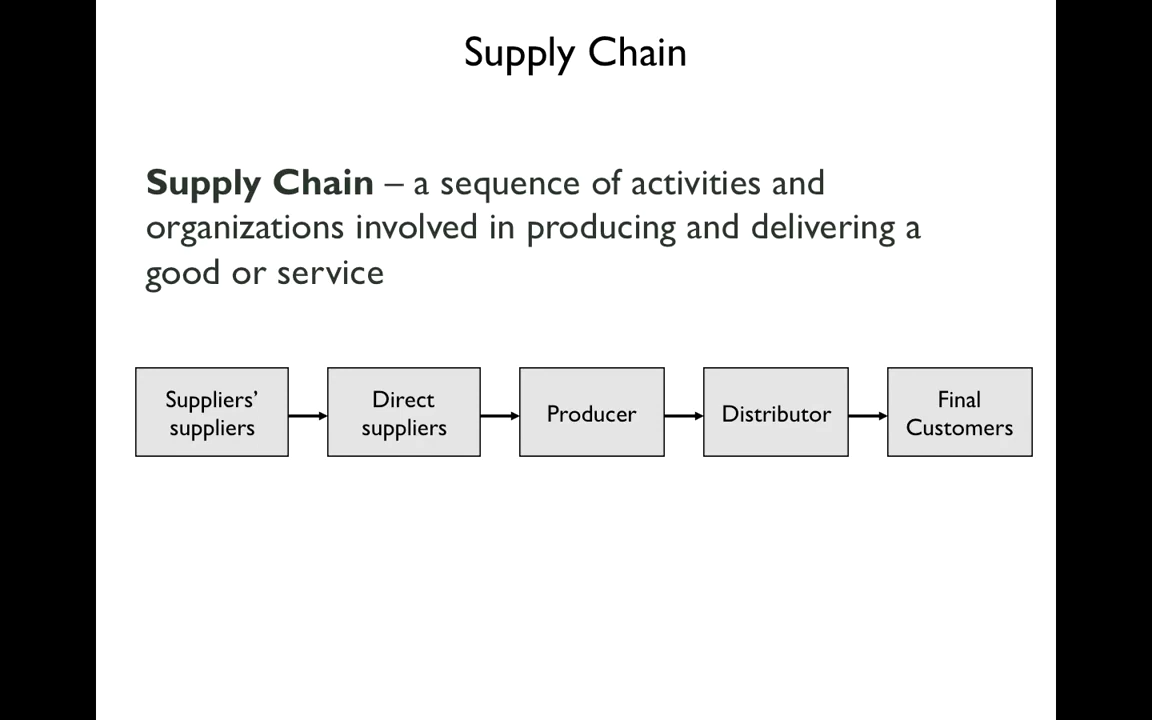 Supply Chain
Supply Chain – a sequence of activities and
organizations involved in producing and delivering a
good or service
Suppliers’
suppliers
Direct
suppliers
Producer
Distributor
Final
Customers